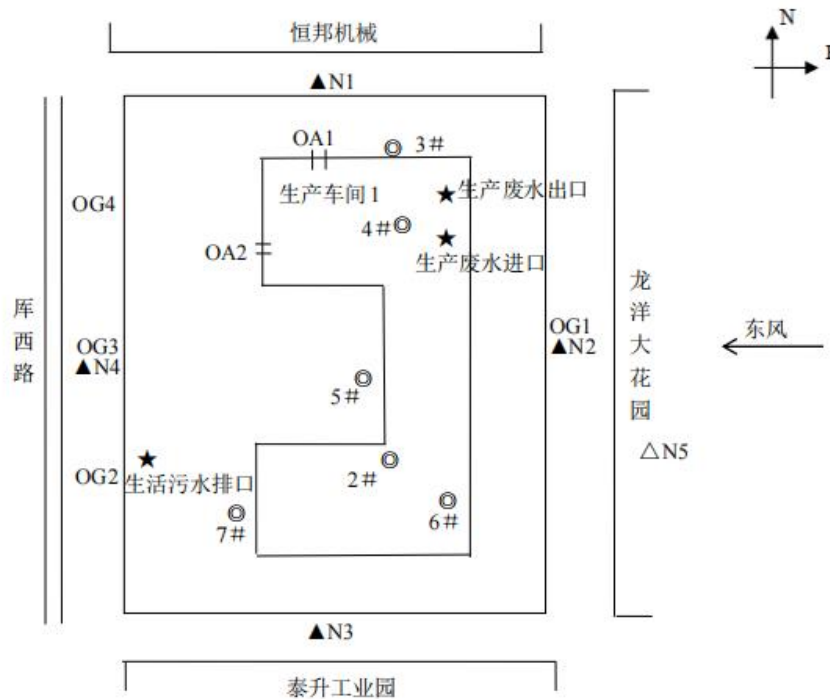 恒邦机械
N
E
▲N1
OA1
3#
生产车间1
★生产废水出口
OG4
4#
OA2
★
生产废水进口
厍西路
龙洋大花园
OG1
▲N2
东风
OG3
▲N4
5#
△N5
★
OG2
生活污水排口
2#
6#
7#
▲N3
泰升工业园